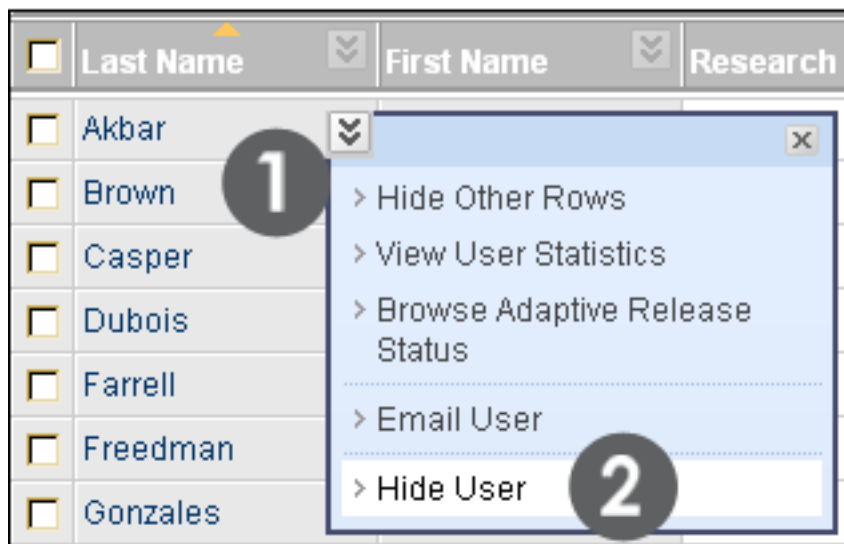 Last Name First Name Research
Akbar
1
Brown
Hide Other Rows
Casper
View User Statistics
Dubois
Browse Adaptive Release
Status
Farrell
Email User
Freedman
Hide User 2
Gonzales